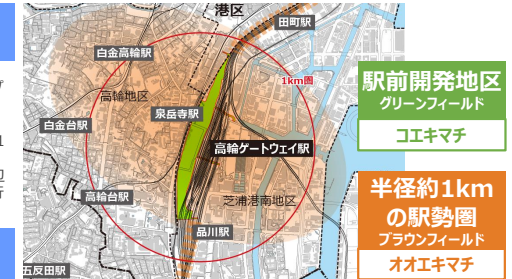 港区
田町駅
白金高輪駅
1km圏
高輪地区
泉岳寺駅
白金台駅
高輪ゲートウェイ駅
高輪台駅
芝浦港南地区
品川駅
五反田駅
駅前開発地区
グリーンフィールド
コエキマチ
半径約1km
の駅勢圏
ブラウンフィールド
オオエキマチ